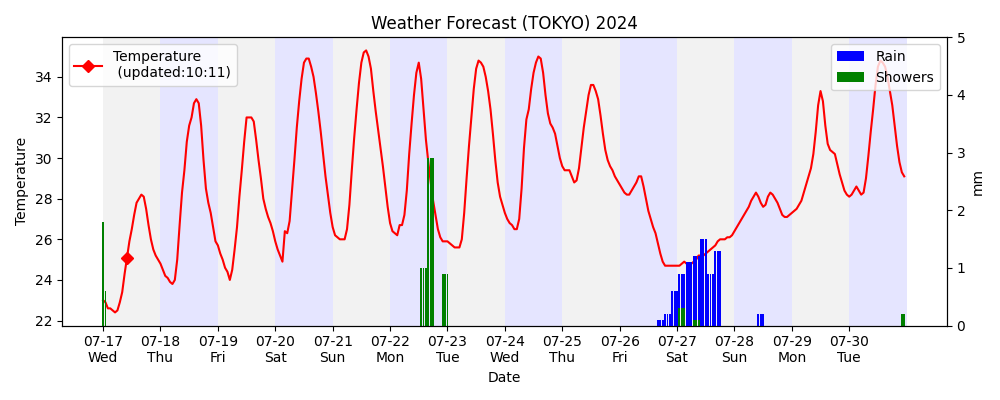 Weather Forecast (TOKYO) 2024
Temperature
(updated:10:11)
Rain
Showers
Temperature
34
32
30
28
26
24
22
5
4
3
2
1
0
mm
07-17 07-18 07-19 07-20 07-21 07-22 07-23 07-24 07-25 07-26 07-27 07-28 07-29 07-30
Wed Thu Fri Sat Sun Mon Tue Wed Thu Fri Sat Sun Mon Tue
Date